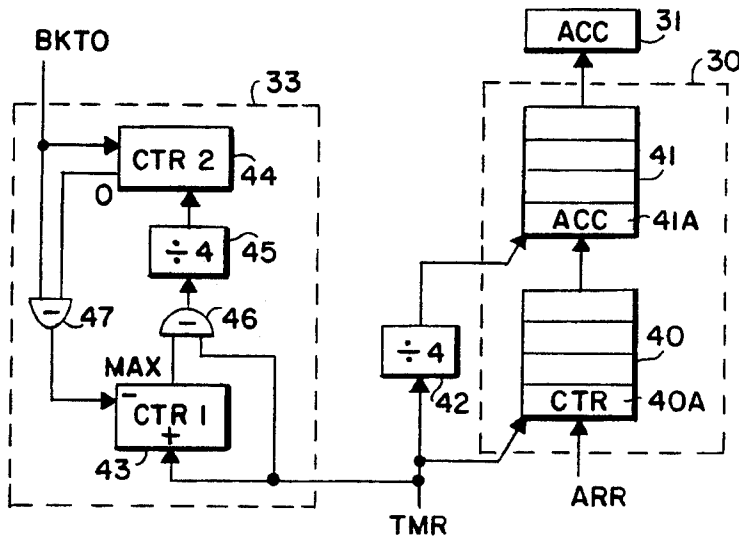 ACC 31
BKTO
33
30
CTR 2
44
0
41
ACC 41A
÷ 4 45
47
- 46
-
÷ 4
42
40
MAX
-
CTR 1
+
43
CTR 40A
ARR
TMR